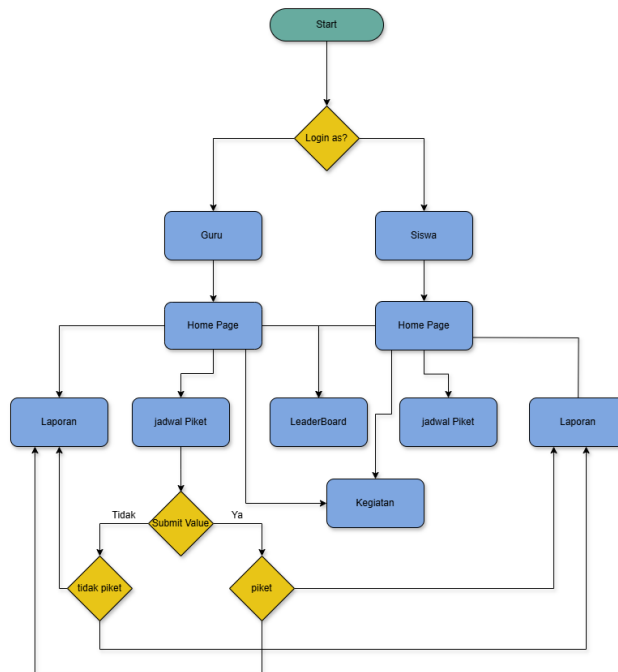 Start
Login as?
Guru
Siswa
Home Page
Home Page
Laporan
jadwal Piket
LeaderBoard
jadwal Piket
Laporan
Kegiatan
Tidak
Submit Value
Ya
tidak piket
piket